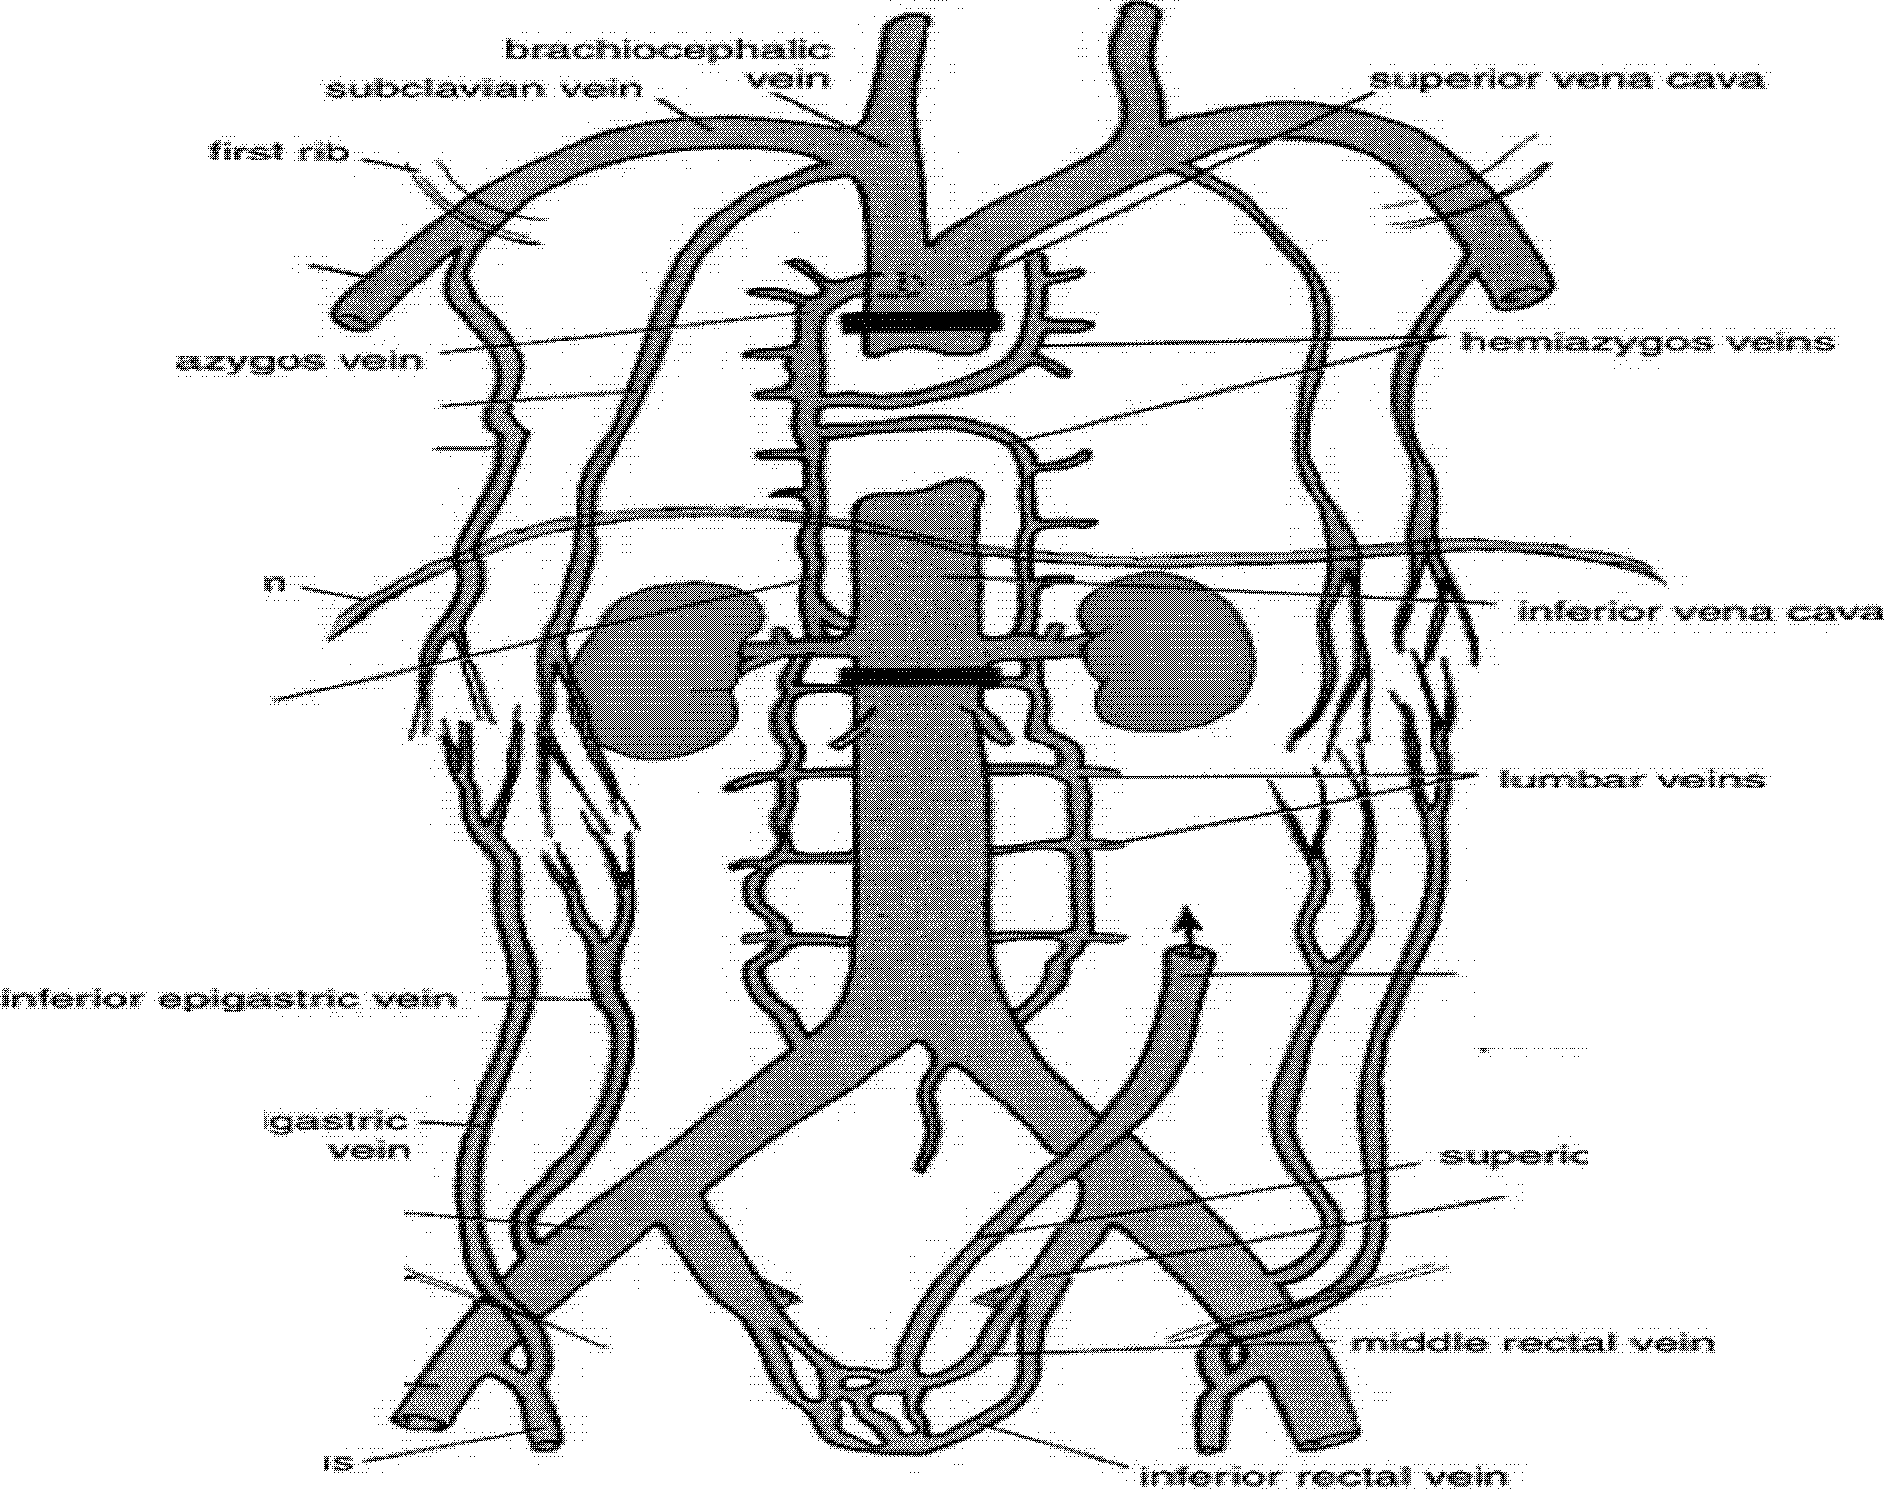 brachiocephalic
vein
subclavian vein
superior vena cava
first rib
azygos vein
hemiazygos veins
n
inferior vena cava
lumbar veins
inferior epigastric vein
igastric
vein
superic
middle rectal vein
is
inferior rectal vein